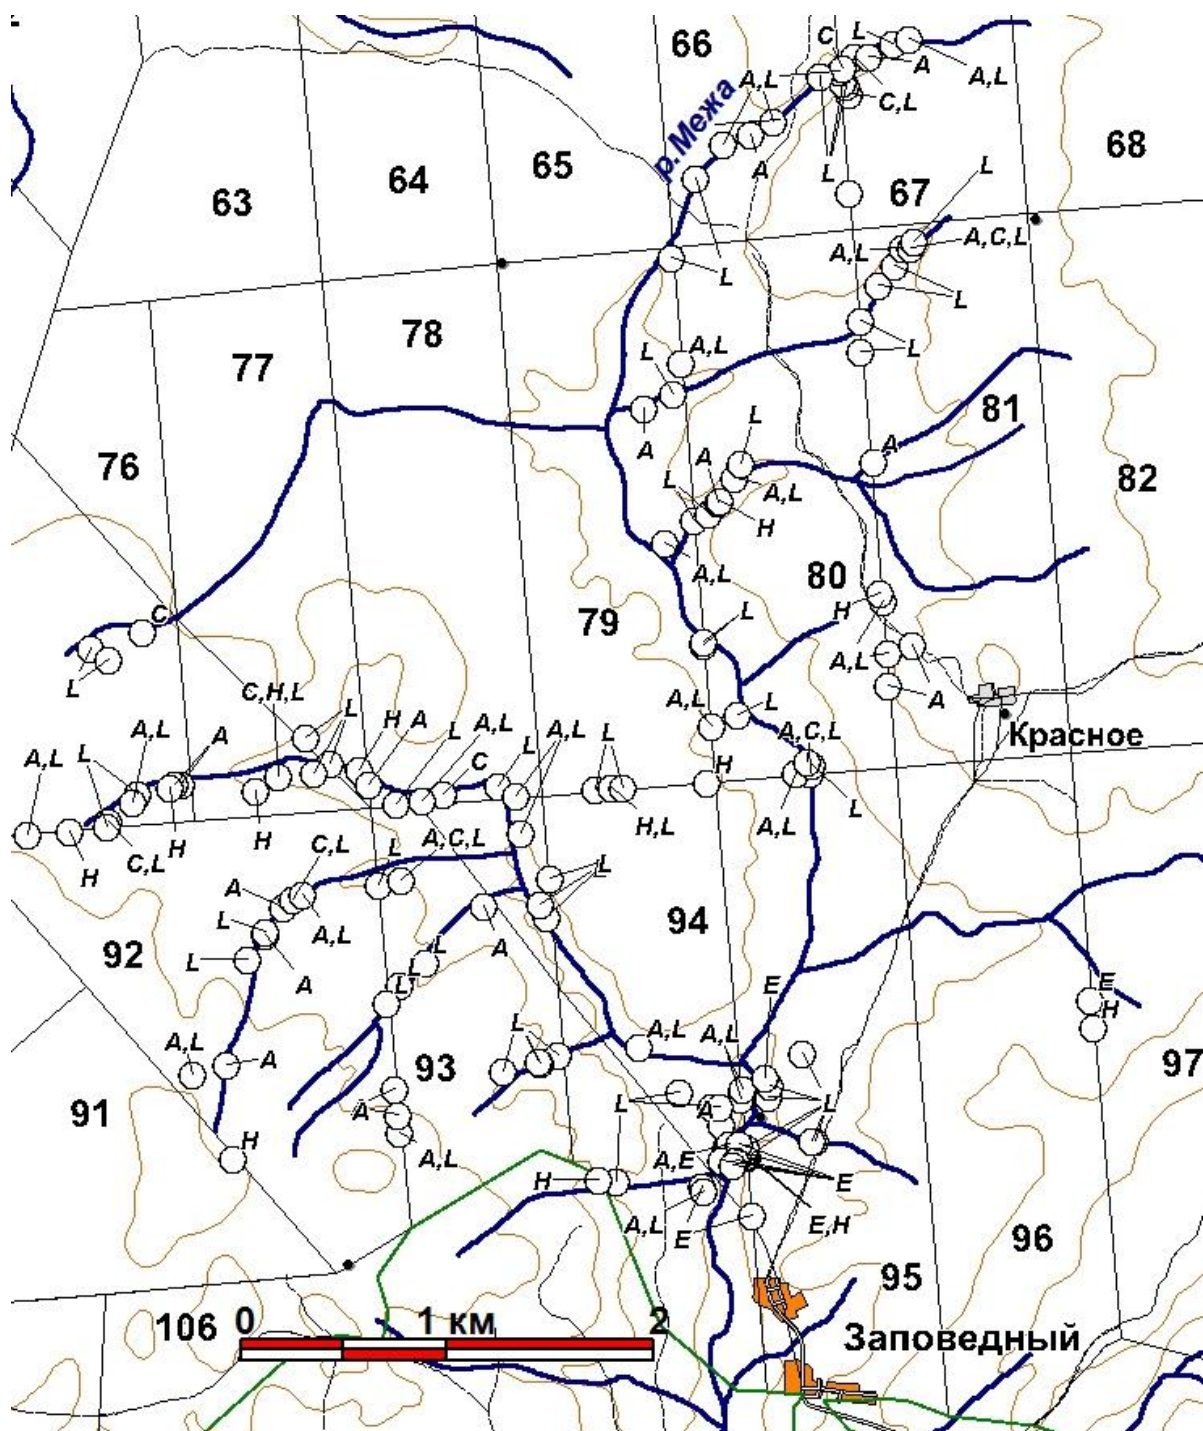 66
C
L
A
A,L
A,L
C,L
68
р.Межа
65
64
63
A
L
67
L
A,C,L
A,L
L
L
78
77
A,L
L
L
81
A
76
L
A
A
82
L
A,L
H
A,L
80
H
79
C
L
L
A,L
A
C,H,L
L
A,L
L
A,C,L
Красное
H
A
L
A,L
A,L
L
A,L
L
A
A,L
C
H
L
H
C,L
H
H
H,L
A,L
A,C,L
L
C,L
L
A
94
L
A,L
A
L
92
L
A
L
L
E
E
H
L
A,L
A,L
L
A,L
A
93
97
91
A
L
A
L
H
A,L
A,E
H
E
A,L
E
E,H
96
95
106
0
1 км
2
Заповедный